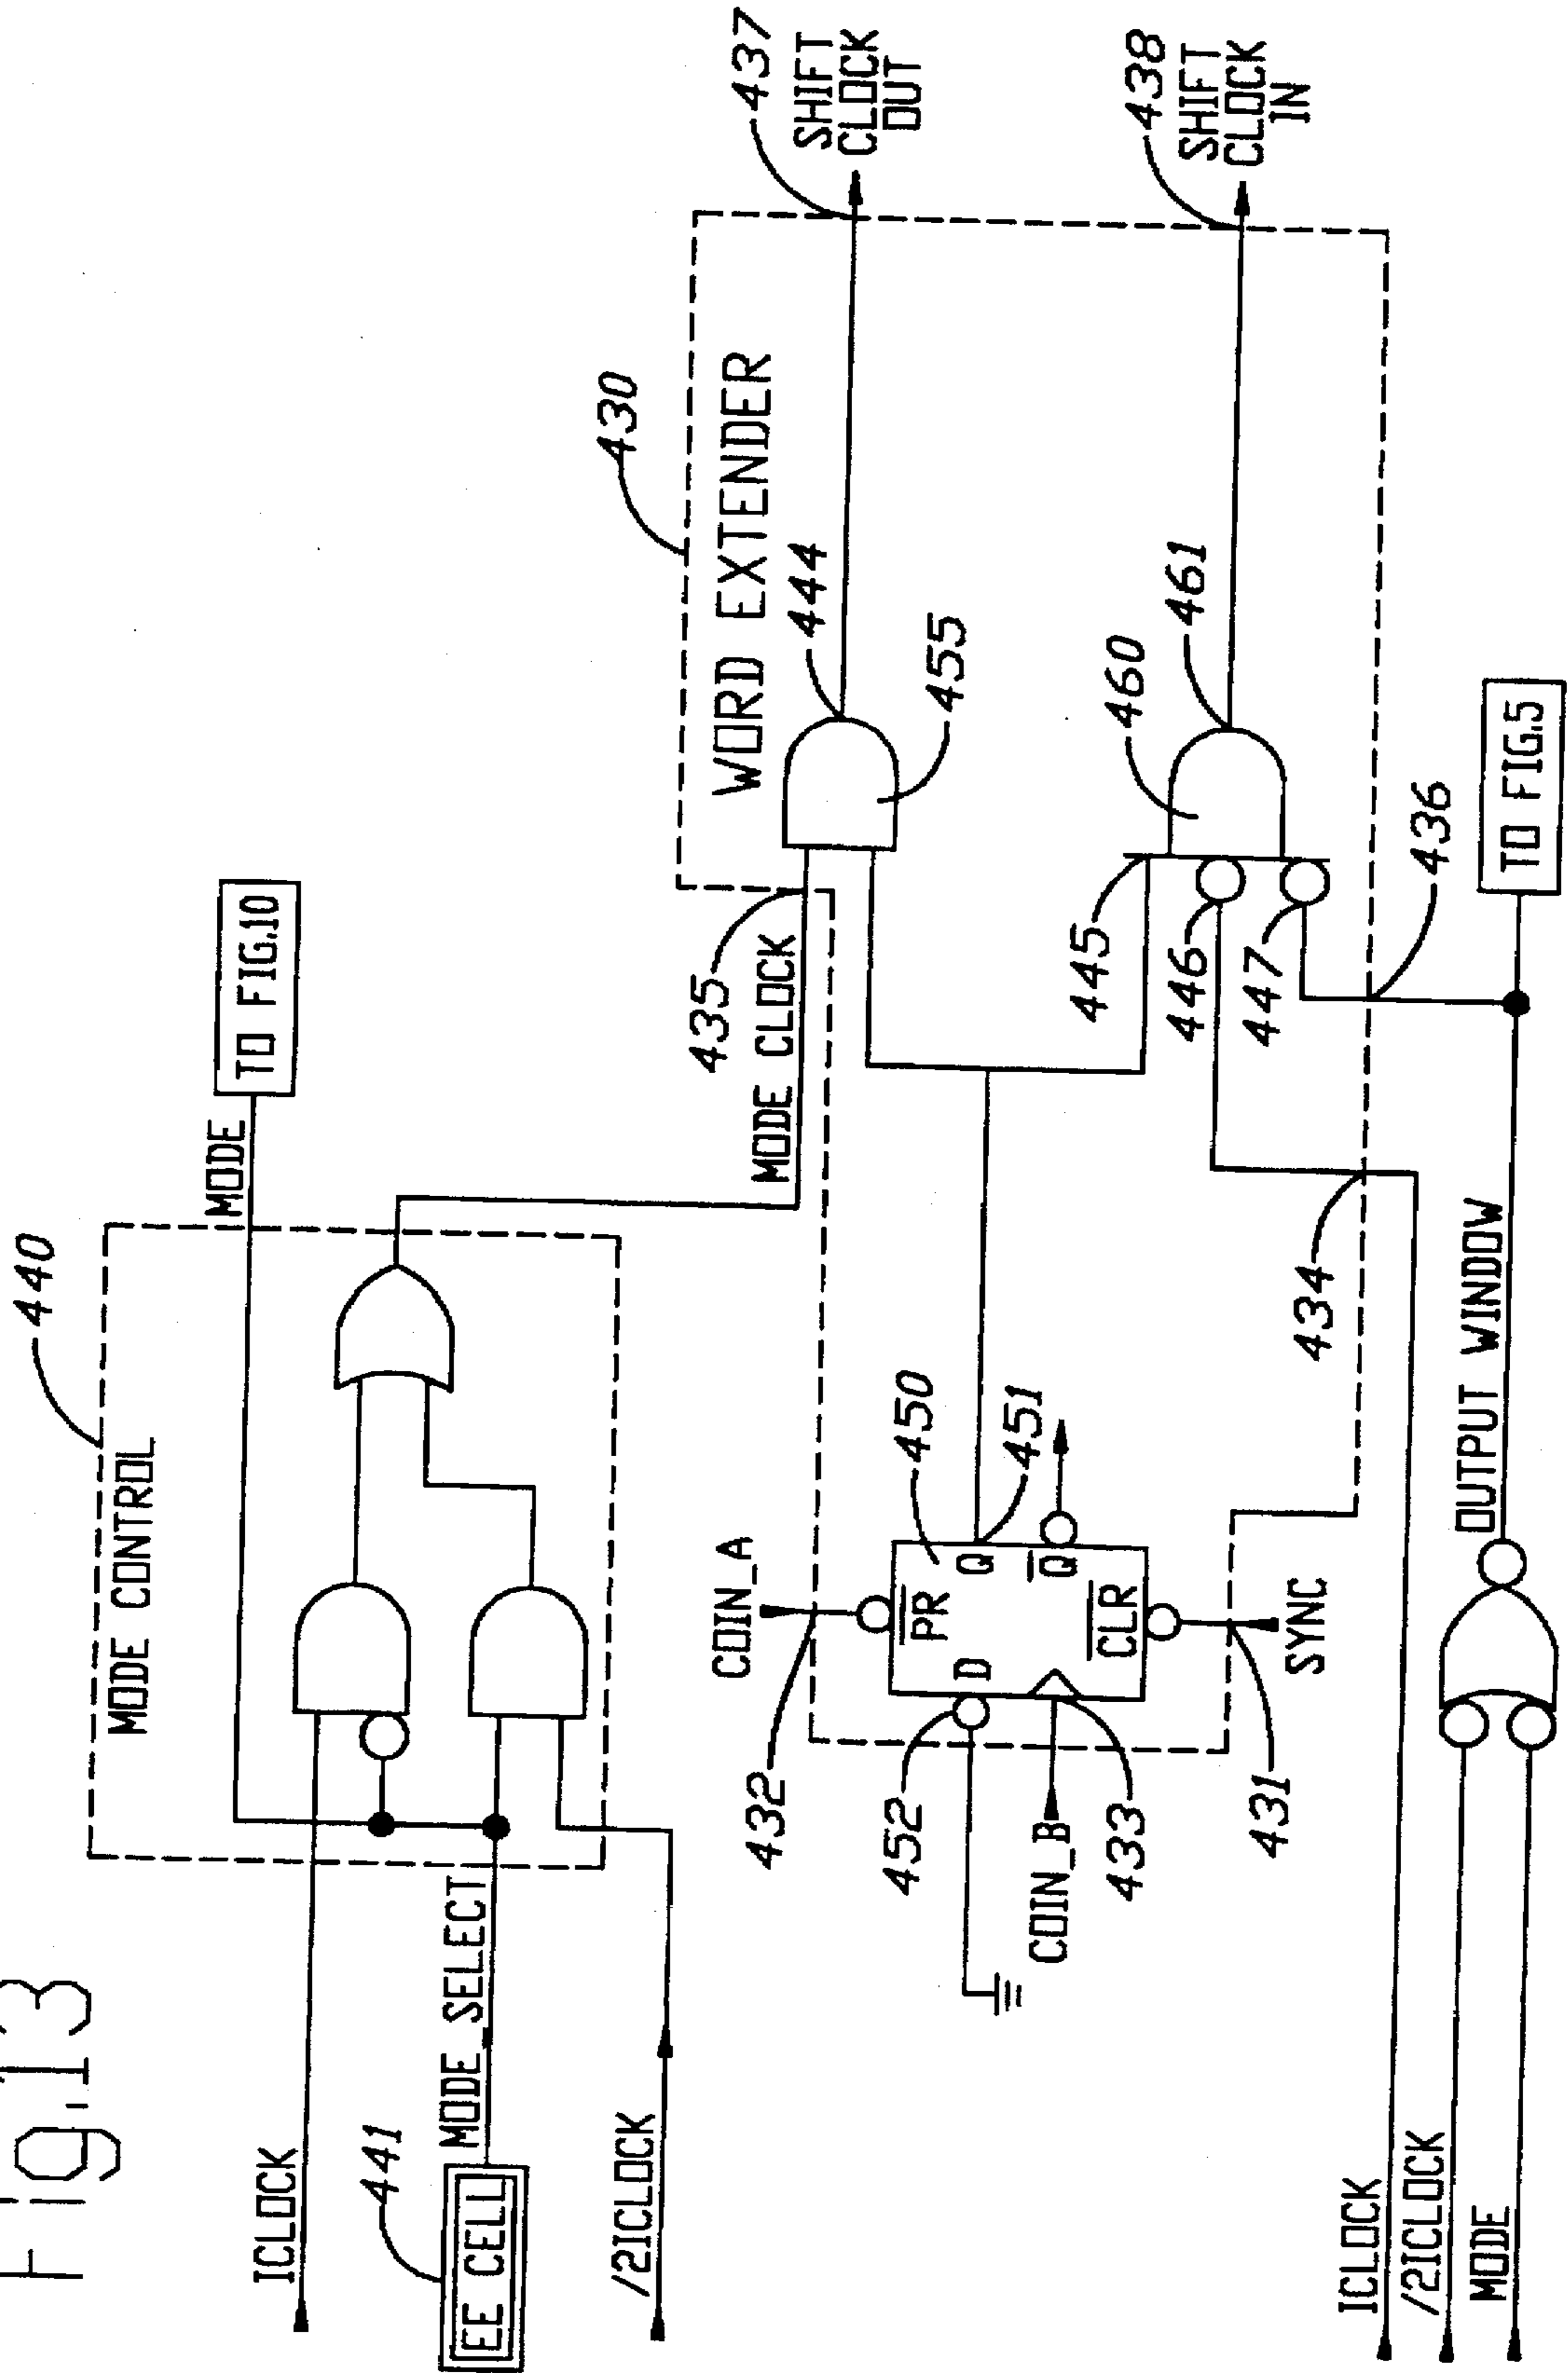 Fig.13
440
MODE CONTROL
MODE
TO FIG.10
ICLOCK
441
EE CELL
MODE SELECT
/2ICLOCK
435
MODE CLOCK
430
WORD EXTENDER
444
455
437
SHIFT
CLOCK
OUT
COIN_A
432
450
PR
D
Q
451
Q
CLR
452
COIN_B
433
431
SYNC
445
446
447
460
461
438
SHIFT
CLOCK
IN
434
436
ICLOCK
/2ICLOCK
MODE
OUTPUT WINDOW
TO FIG.5